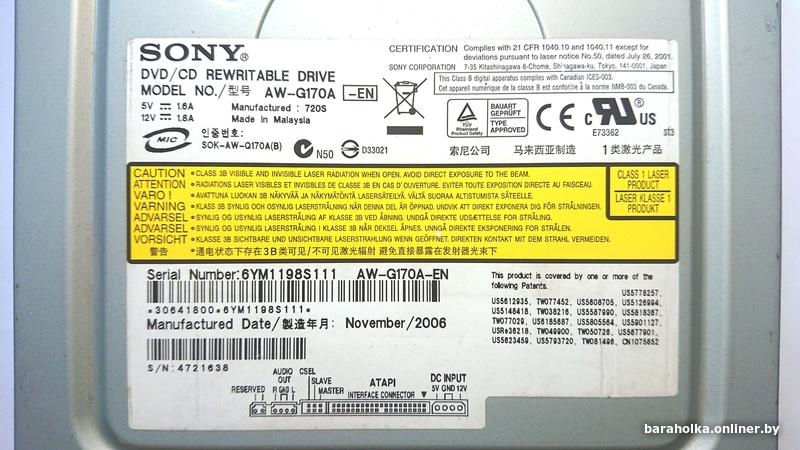 SONY®
DVD/CD REWRITABLE DRIVE
MODEL NO./型号 AW-G170A -EN
5V 1.6A Manufactured : 720S
12V 1.8A Made in Malaysia
MIC 인증번호:
SOK-AW-G170A(B) N50 D33021
CERTIFICATION Complies with 21 CFR 1040.10 and 1040.11 except for
deviations pursuant to laser notice No.50, dated July 26, 2001.
SONY CORPORATION 7-35 Kitashinagawa 6-Chome, Shinagawa-ku, Tokyo, 141-0001, Japan
This Class B digital apparatus complies with Canadian ICES-003.
Cet appareil numérique de la classe B est conforme à la norme NMB-003 du Canada.
TÜV Rheinland Product Safety BAUART GEPRÜFT TYPE APPROVED CE c RU® US
E73362 st3
索尼公司 马来西亚制造 1类激光产品
CAUTION • CLASS 3B VISIBLE AND INVISIBLE LASER RADIATION WHEN OPEN. AVOID DIRECT EXPOSURE TO THE BEAM.
ATTENTION • RADIATIONS LASER VISIBLES ET INVISIBLES DE CLASSE 3B EN CAS D'OUVERTURE. EVITER TOUTE EXPOSITION DIRECTE AU FAISCEAU.
VARO! • AVATTUNA LUOKAN 3B NÄKYVÄÄ JA NÄKYMÄTÖNTÄ LASERSÄTEILYÄ. VÄLTÄ SUORAA ALTISTUMISTA SÄTEELLE.
VARNING • KLASS 3B SYNLIG OCH OSYNLIG LASERSTRÅLNING NÄR DENNA DEL ÄR ÖPPNAD. UNDVIK ATT DIREKT EXPONERA DIG FÖR STRÅLNINGEN.
ADVARSEL • SYNLIG OG USYNLIG LASERSTRÅLING AF KLASSE 3B VED ÅBNING. UNDGÅ DIREKTE UDSÆTTELSE FOR STRÅLING.
ADVARSEL • SYNLIG OG USYNLIG LASERSTRÅLING I KLASSE 3B NÅR DEKSEL ÅPNES. UNNGÅ DIREKTE EKSPONERING FOR STRÅLEN.
VORSICHT • KLASSE 3B SICHTBARE UND UNSICHTBARE LASERSTRAHLUNG WENN GEÖFFNET. DIREKTEN KONTAKT MIT DEM STRAHL VERMEIDEN.
警告 • 通电状态下存在3B类可见/不可见激光辐射 避免直接暴露在发射器光束下
CLASS 1 LASER
PRODUCT
LASER KLASSE 1
PRODUKT
Serial Number:6YM1198S111 AW-G170A-EN
*30641800*6YM1198S111*
Manufactured Date/製造年月: November/2006
S/N:4721638
This product is covered by one or more of the
following Patents.
US5778257,
US5612935, TW077452, US5608705, US5126994,
US5148418, TW038216, US5587990, US5818367,
TW077029, US6185687, US5805564, US5901127,
USRe36218, TW049900, TW050726, US5677901,
US5623459, US5793720, TW081496, CN1075852
RESERVED AUDIO OUT R GND L CSEL SLAVE MASTER ATAPI INTERFACE CONNECTOR DC INPUT 5V GND 12V
baraholka.onliner.by